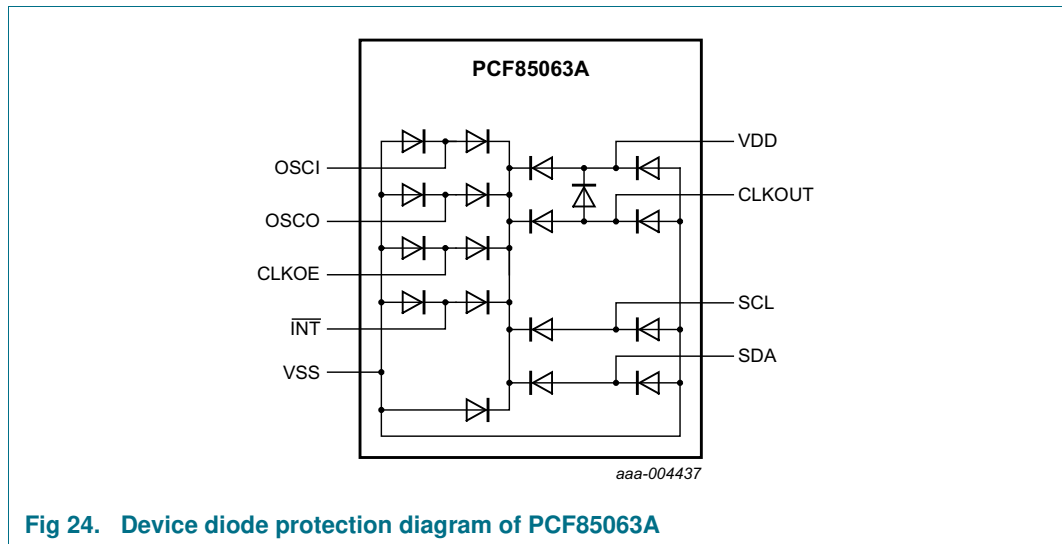 PCF85063A
OSCI
OSCO
CLKOE
INT
VSS
VDD
CLKOUT
SCL
SDA
aaa-004437
Fig 24. Device diode protection diagram of PCF85063A